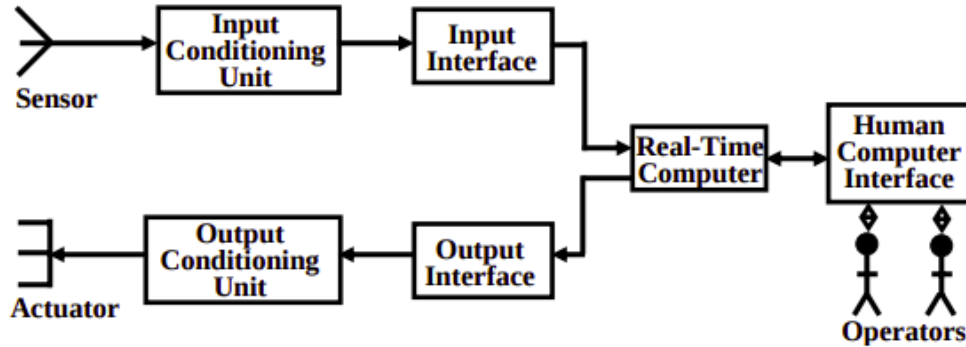 Sensor
Input
Conditioning
Unit
Input
Interface
Real-Time
Computer
Human
Computer
Interface
Operators
Output
Interface
Output
Conditioning
Unit
Actuator